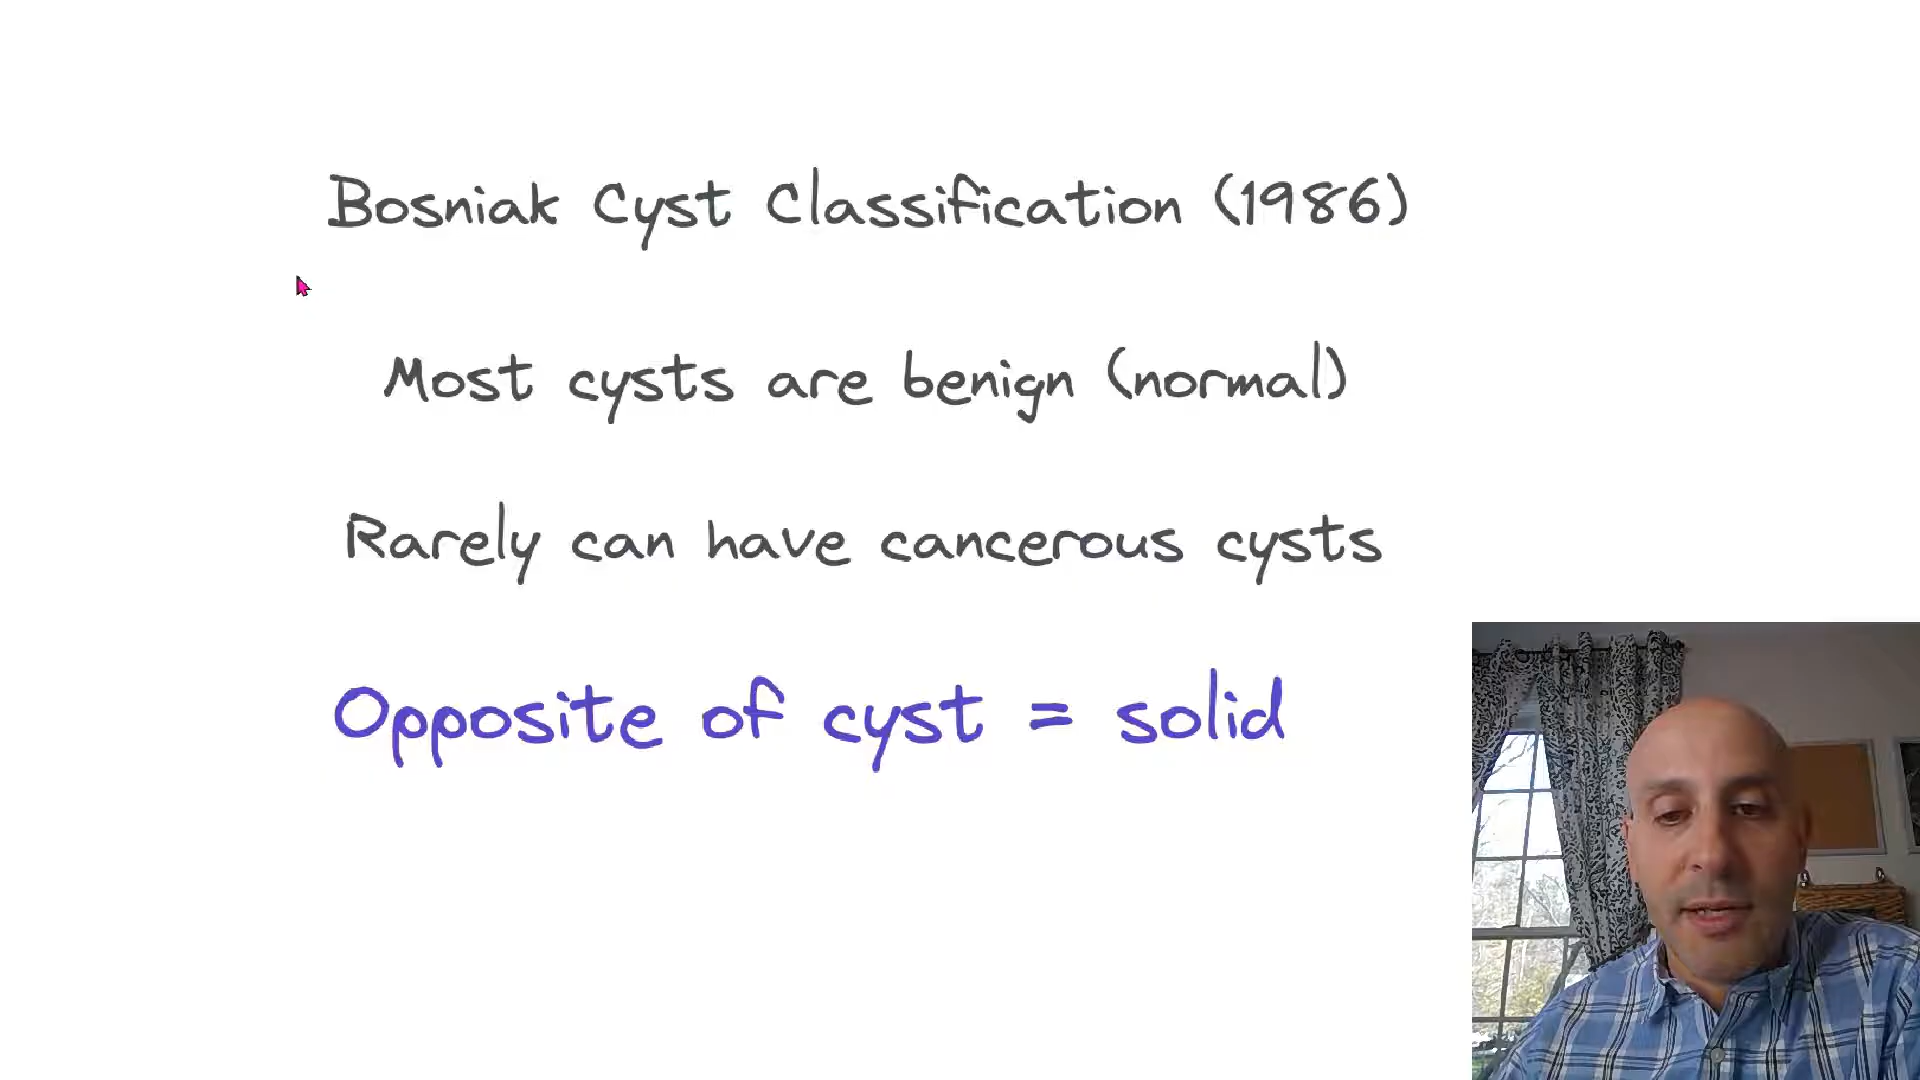 Bosniak Cyst Classification (1986)
Most cysts are benign (normal)
Rarely can have cancerous cysts
Opposite of cyst = solid